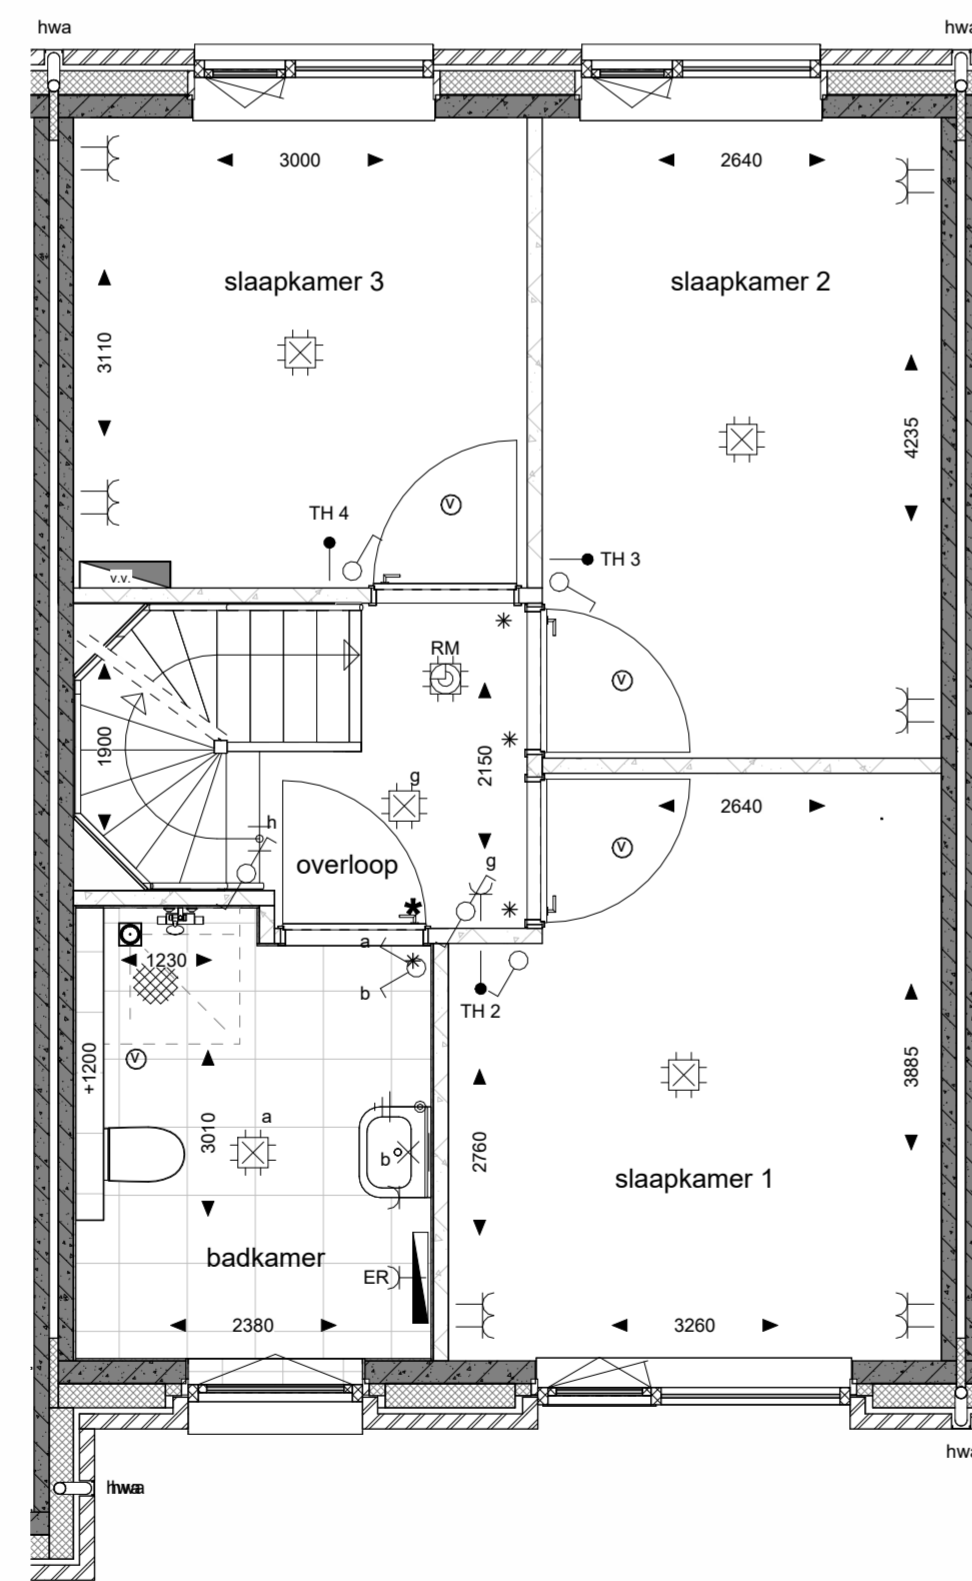 hwa
hwa
3000
2640
slaapkamer 3
slaapkamer 2
3110
4235
V
TH 4
TH 3
v.v.
RM
V
1900
2150
g
2640
h
g
V
overloop
a
1230
b
TH 2
+1200
V
3885
a
3010
2760
b
slaapkamer 1
badkamer
ER
2380
3260
hwa
hwa